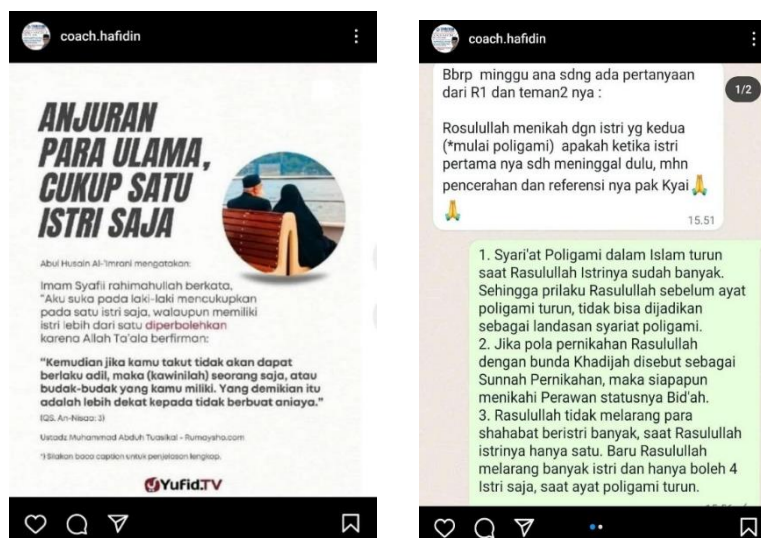 coach.hafidin
ANJURAN
PARA ULAMA,
CUKUP SATU
ISTRI SAJA
Abul Husain Al-'Imrani mengatakan:
Imam Syafii rahimahullah berkata,
"Aku suka pada laki-laki mencukupkan
pada satu istri saja, walaupun memiliki
istri lebih dari satu diperbolehkan
karena Allah Ta'ala berfirman:
"Kemudian jika kamu takut tidak akan dapat
berlaku adil, maka (kawinilah) seorang saja, atau
budak-budak yang kamu miliki. Yang demikian itu
adalah lebih dekat kepada tidak berbuat aniaya."
(QS. An-Nisaa: 3)
Ustadz Muhammad Abduh Tuasikal - Rumaysho.com
*) Silakan baca caption untuk penjelasan lengkap.
Yufid.TV
coach.hafidin
1/2
Bbrp minggu ana sdng ada pertanyaan
dari R1 dan teman2 nya :
Rosulullah menikah dgn istri yg kedua
(*mulai poligami) apakah ketika istri
pertama nya sdh meninggal dulu, mhn
pencerahan dan referensi nya pak Kyai🙏
🙏
15.51
1. Syari'at Poligami dalam Islam turun
saat Rasulullah Istrinya sudah banyak.
Sehingga prilaku Rasulullah sebelum ayat
poligami turun, tidak bisa dijadikan
sebagai landasan syariat poligami.
2. Jika pola pernikahan Rasulullah
dengan bunda Khadijah disebut sebagai
Sunnah Pernikahan, maka siapapun
menikahi Perawan statusnya Bid'ah.
3. Rasulullah tidak melarang para
shahabat beristri banyak, saat Rasulullah
istrinya hanya satu. Baru Rasulullah
melarang banyak istri dan hanya boleh 4
Istri saja, saat ayat poligami turun.